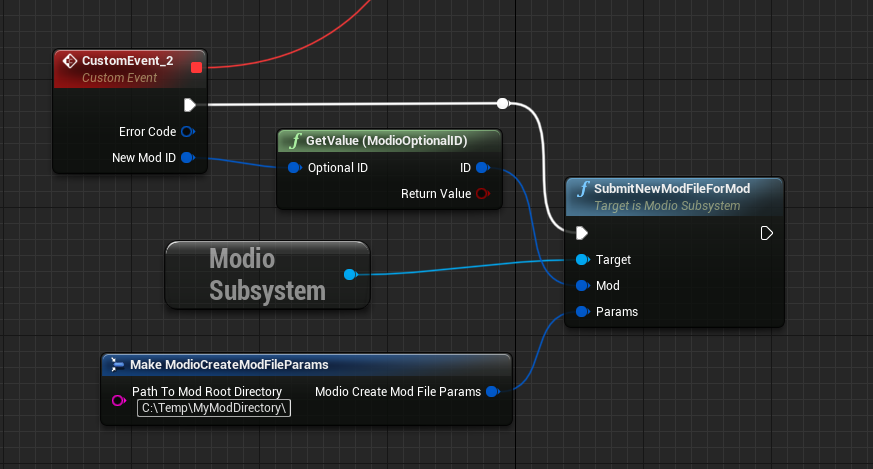 CustomEvent_2
Custom Event
Error Code
New Mod ID
GetValue (ModioOptionalID)
Optional ID ID
Return Value
SubmitNewModFileForMod
Target is Modio Subsystem
Target
Mod
Params
Modio
Subsystem
Make ModioCreateModFileParams
Path To Mod Root Directory Modio Create Mod File Params
C:\Temp\MyModDirectory\